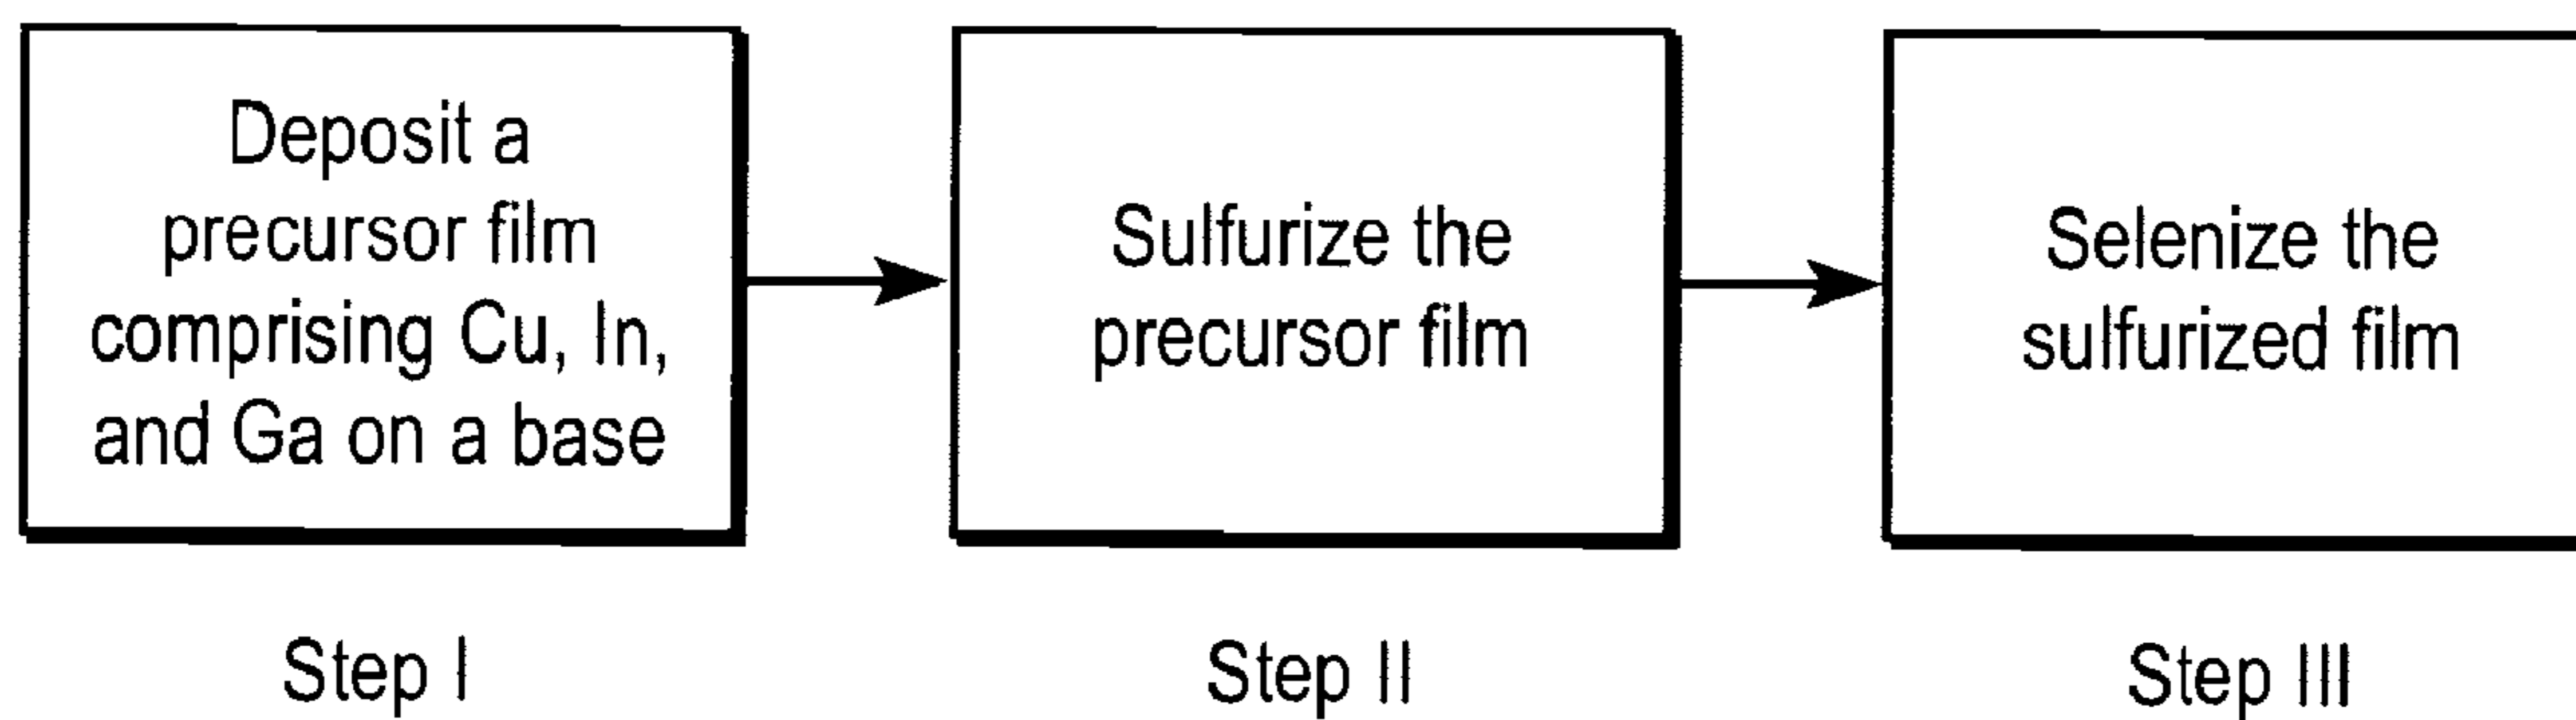 Deposit a
precursor film
comprising Cu, In,
and Ga on a base
Sulfurize the
precursor film
Selenize the
sulfurized film
Step I
Step II
Step III